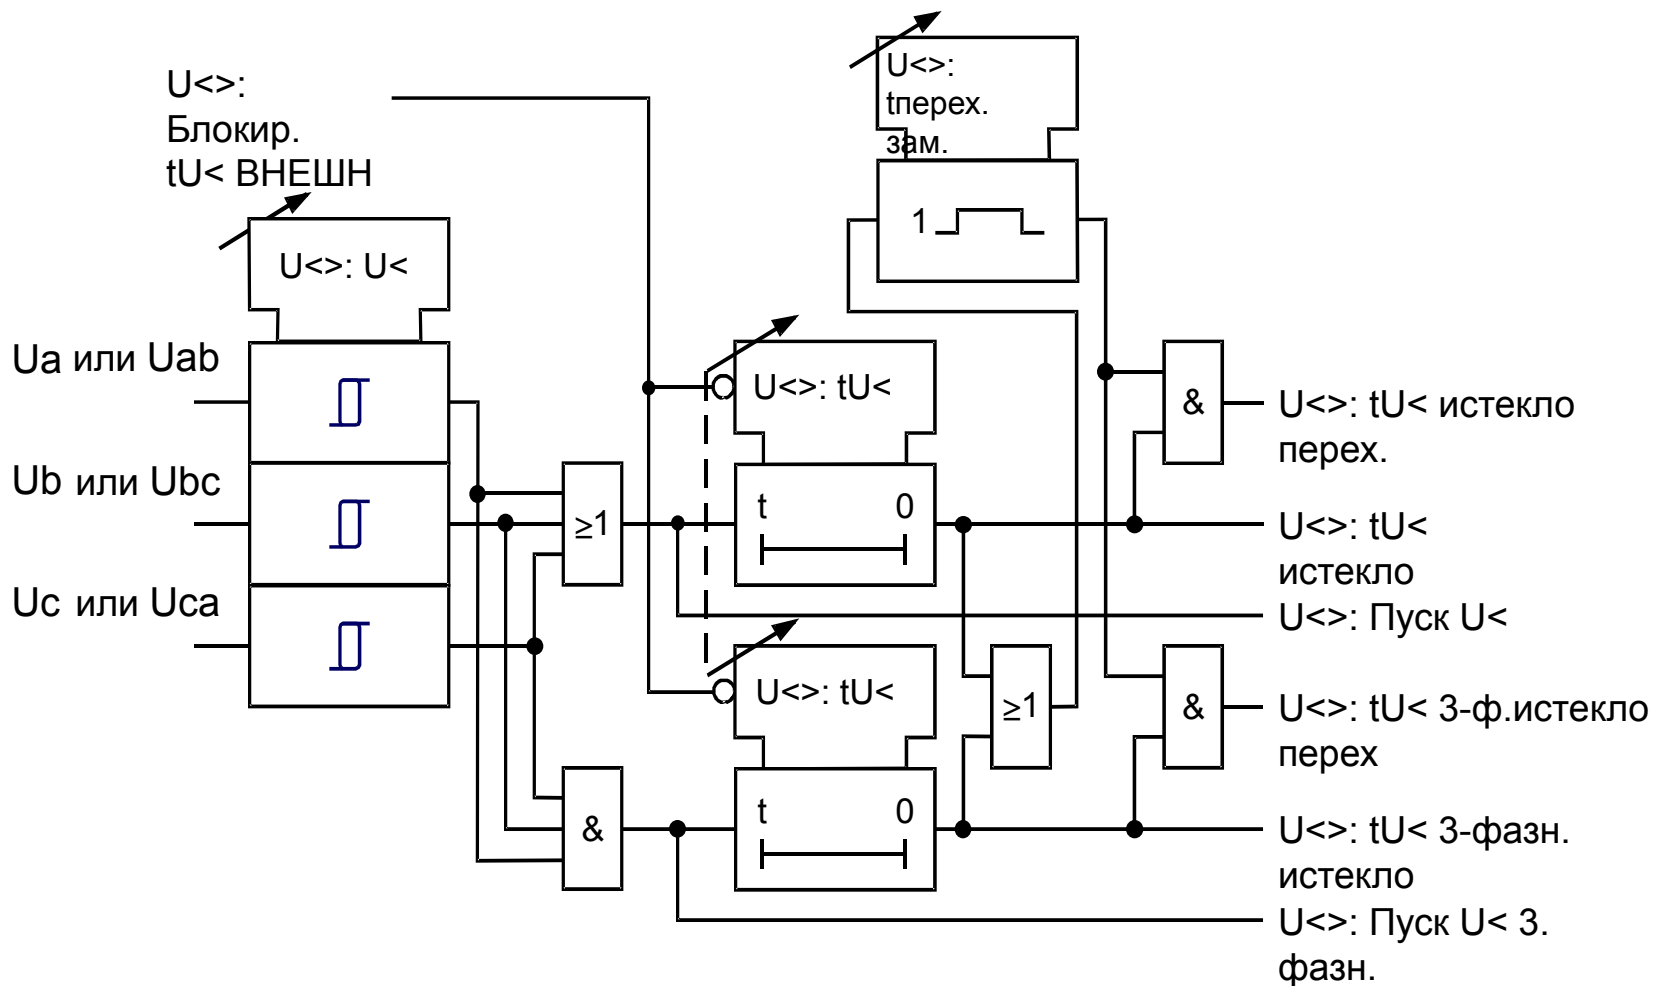 U<>:
Блокир.
tU< ВНЕШН
U<>:
tперех.
зам.
1
U<>: U<
Ua или Uab
Ub или Ubc
Uc или Uca
≥1
&
U<>: tU<
t 0
U<>: tU<
t 0
≥1
&
&
U<>: tU< истекло
перех.
U<>: tU<
истекло
U<>: Пуск U<
U<>: tU< 3-ф.истекло
перех
U<>: tU< 3-фазн.
истекло
U<>: Пуск U< 3.
фазн.